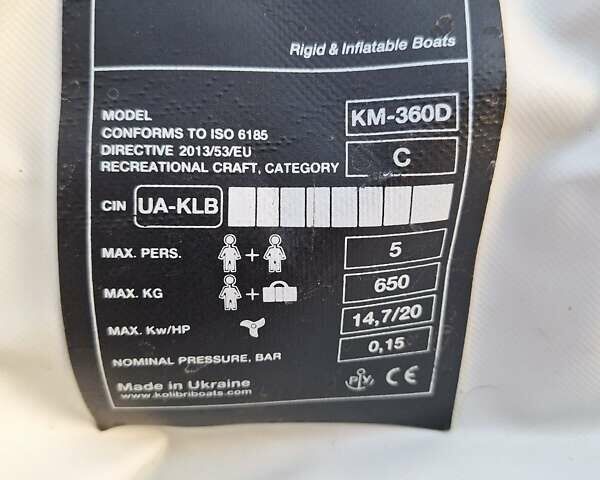 Rigid & Inflatable Boats
MODEL KM-360D
CONFORMS TO ISO 6185
DIRECTIVE 2013/53/EU
RECREATIONAL CRAFT, CATEGORY C
CIN UA-KLB
MAX. PERS. + 5
MAX. KG + 650
MAX. Kw/HP 14,7/20
NOMINAL PRESSURE, BAR 0,15
Made in Ukraine
www.kolibriboats.com
PV CE